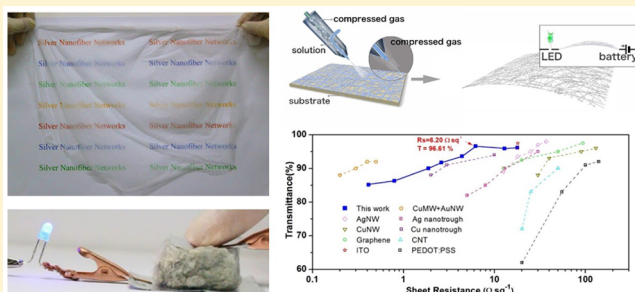 Silver Nanofiber Networks Silver Nanofiber Networks
Silver Nanofiber Networks Silver Nanofiber Networks
Silver Nanofiber Networks Silver Nanofiber Networks
Silver Nanofiber Networks Silver Nanofiber Networks
Silver Nanofiber Networks Silver Nanofiber Networks
Silver Nanofiber Networks Silver Nanofiber Networks
Silver Nanofiber Networks Silver Nanofiber Networks
compressed gas
solution
compressed gas
substrate
LED
battery
Rs=6.20 Ω sq⁻¹
T = 96.61 %
Transmittance(%)
100
90
80
70
60
This work
AgNW
CuNW
Graphene
ITO
CuMW+AuNW
Ag nanotrough
Cu nanotrough
CNT
PEDOT:PSS
0.1
1
10
100
1000
Sheet Resistance (Ω sq⁻¹)